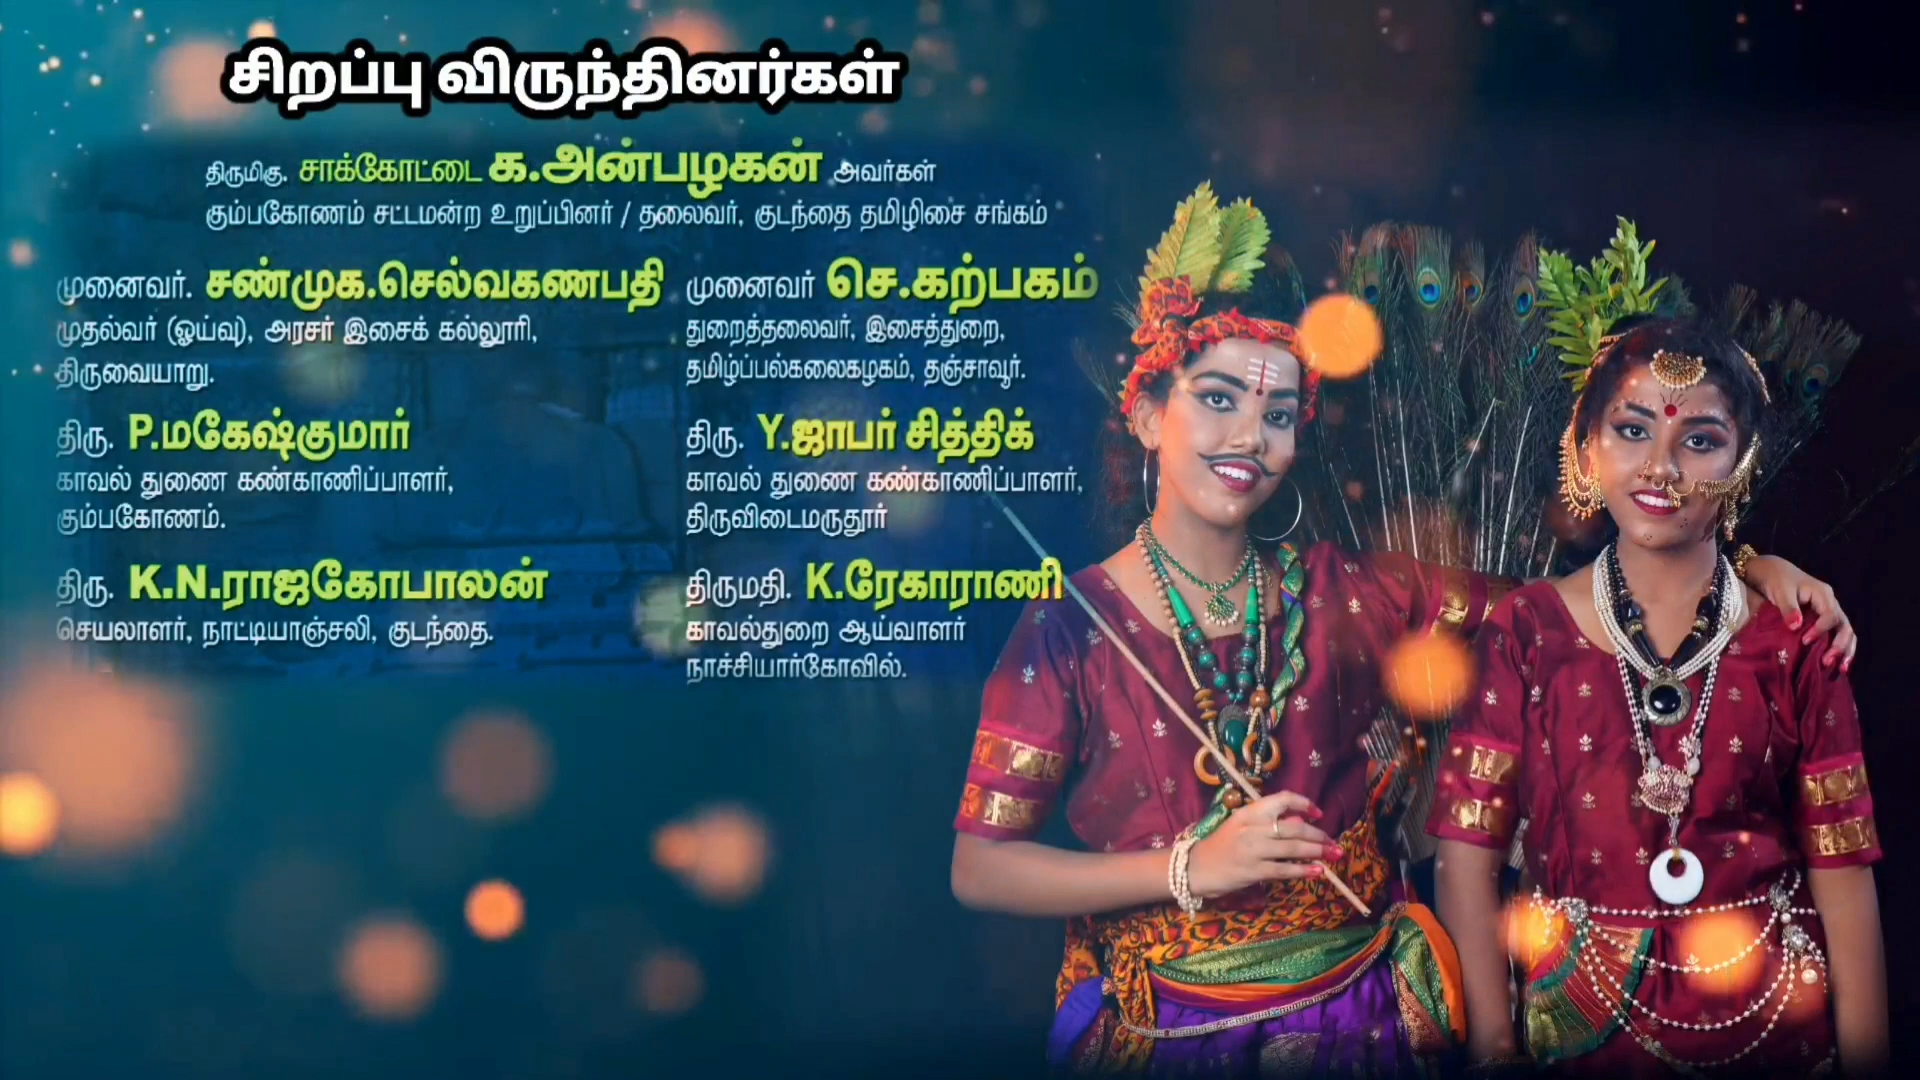 சிறப்பு விருந்தினர்கள்
திருமிகு. சாக்கோட்டை க.அன்பழகன் அவர்கள்
கும்பகோணம் சட்டமன்ற உறுப்பினர் / தலைவர், குடந்தை தமிழிசை சங்கம்
முனைவர். சண்முக.செல்வகணபதி
முதல்வர் (ஓய்வு), அரசர் இசைக் கல்லூரி,
திருவையாறு.
முனைவர் செ.கற்பகம்
துறைத்தலைவர், இசைத்துறை,
தமிழ்ப்பல்கலைகழகம், தஞ்சாவூர்.
திரு. P.மகேஷ்குமார்
காவல் துணை கண்காணிப்பாளர்,
கும்பகோணம்.
திரு. Y.ஜாபர் சித்திக்
காவல் துணை கண்காணிப்பாளர்,
திருவிடைமருதூர்
திரு. K.N.ராஜகோபாலன்
செயலாளர், நாட்டியாஞ்சலி, குடந்தை.
திருமதி. K.ரேகாராணி
காவல்துறை ஆய்வாளர்
நாச்சியார்கோவில்.